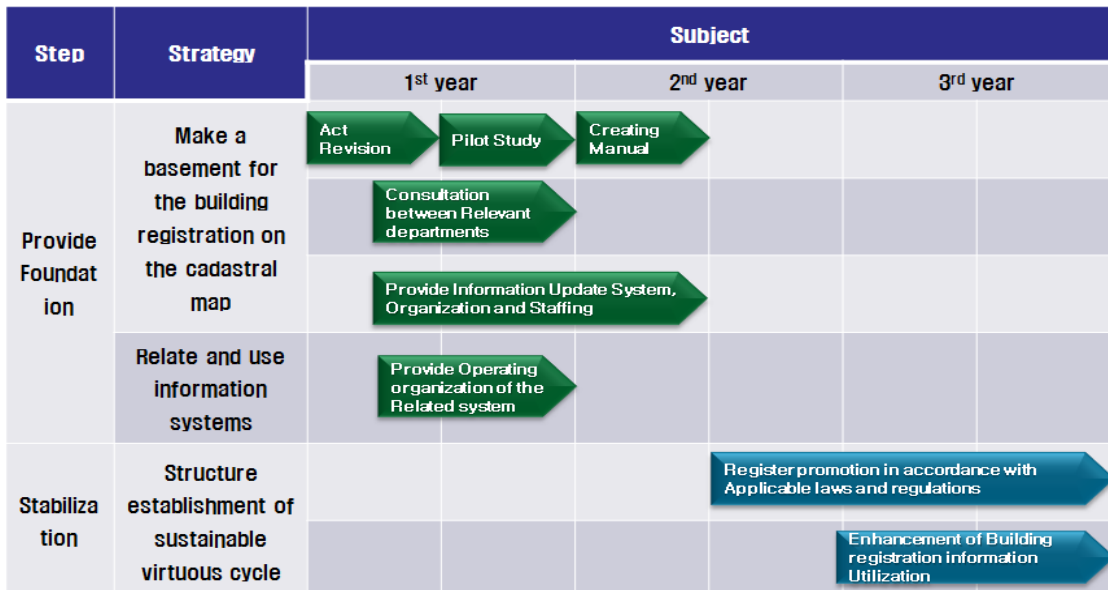 Step
Strategy
Subject
1st year
2nd year
3rd year
Provide
Foundat
ion
Make a
basement for
the building
registration on
the cadastral
map
Act
Revision
Pilot Study
Creating
Manual
Consultation
between Relevant
departments
Provide Information Update System,
Organization and Staffing
Relate and use
information
systems
Provide Operating
organization of the
Related system
Stabiliza
tion
Structure
establishment of
sustainable
virtuous cycle
Register promotion in accordance with
Applicable laws and regulations
Enhancement of Building
registration information
Utilization